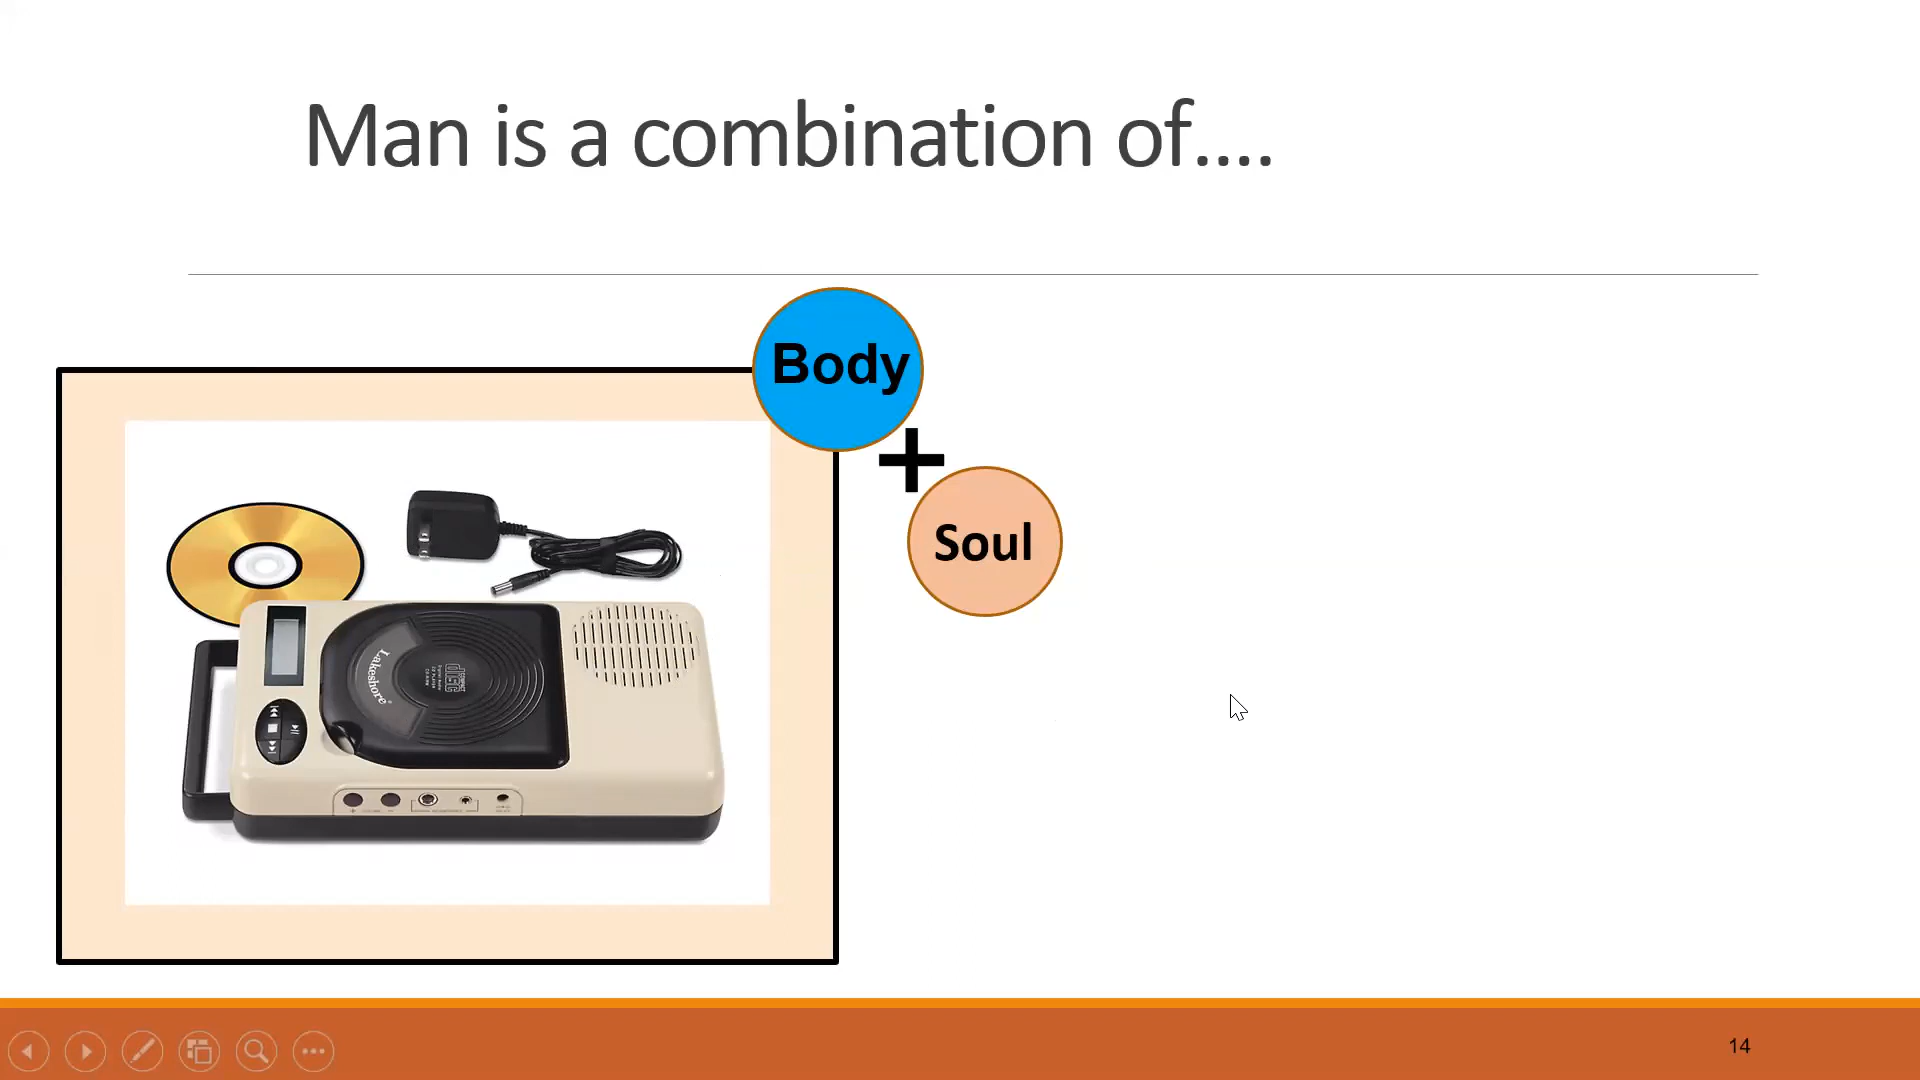 Man is a combination of....
Body
+
Soul
Lakeshore
14